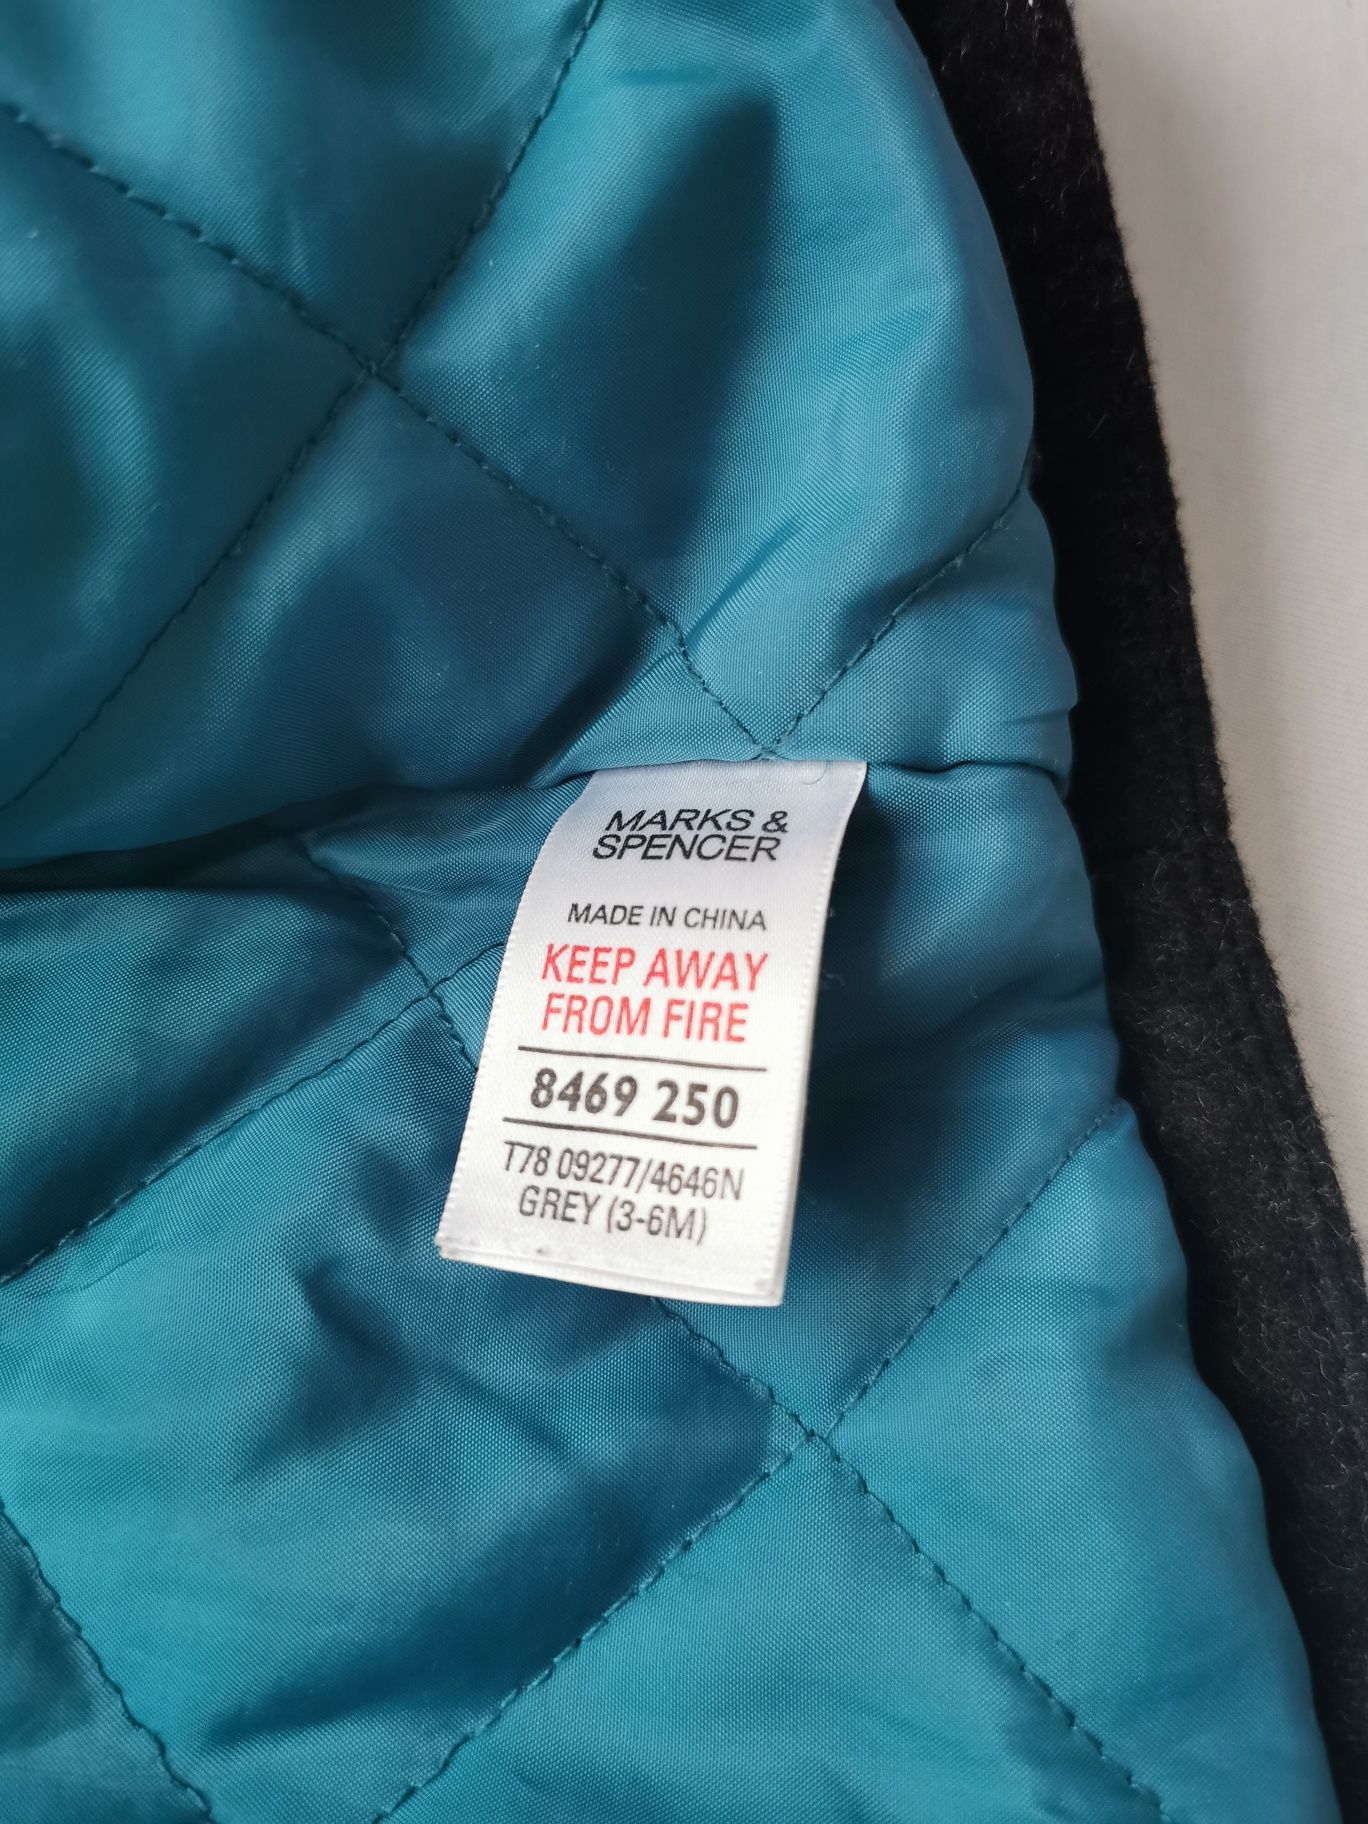 MARKS &
SPENCER
MADE IN CHINA
KEEP AWAY
FROM FIRE
8469 250
T78 09277/4646N
GREY (3-6M)